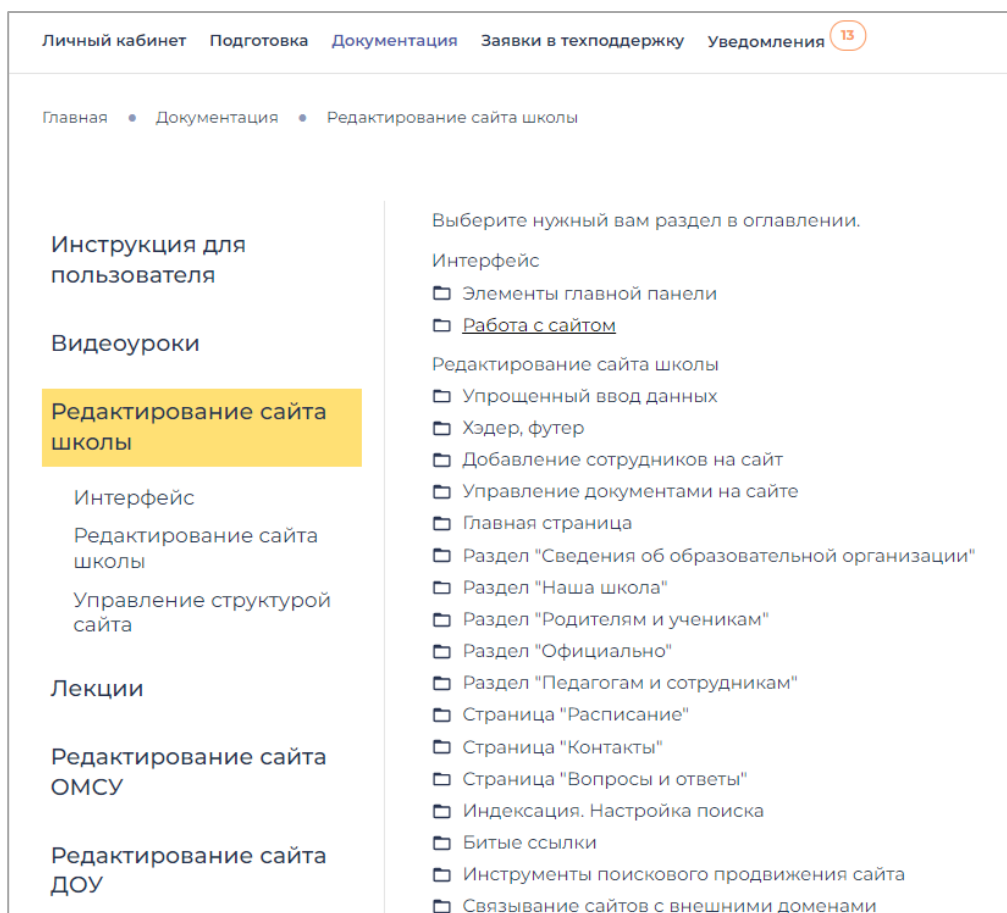 Личный кабинет Подготовка Документация Заявки в техподдержку Уведомления 13
Главная • Документация • Редактирование сайта школы
Инструкция для
пользователя
Видеоуроки
Редактирование сайта
школы
Интерфейс
Редактирование сайта
школы
Управление структурой
сайта
Лекции
Редактирование сайта
ОМСУ
Редактирование сайта
ДОУ
Выберите нужный вам раздел в оглавлении.
Интерфейс
Элементы главной панели
Работа с сайтом
Редактирование сайта школы
Упрощенный ввод данных
Хэдер, футер
Добавление сотрудников на сайт
Управление документами на сайте
Главная страница
Раздел "Сведения об образовательной организации"
Раздел "Наша школа"
Раздел "Родителям и ученикам"
Раздел "Официально"
Раздел "Педагогам и сотрудникам"
Страница "Расписание"
Страница "Контакты"
Страница "Вопросы и ответы"
Индексация. Настройка поиска
Битые ссылки
Инструменты поискового продвижения сайта
Связывание сайтов с внешними доменами